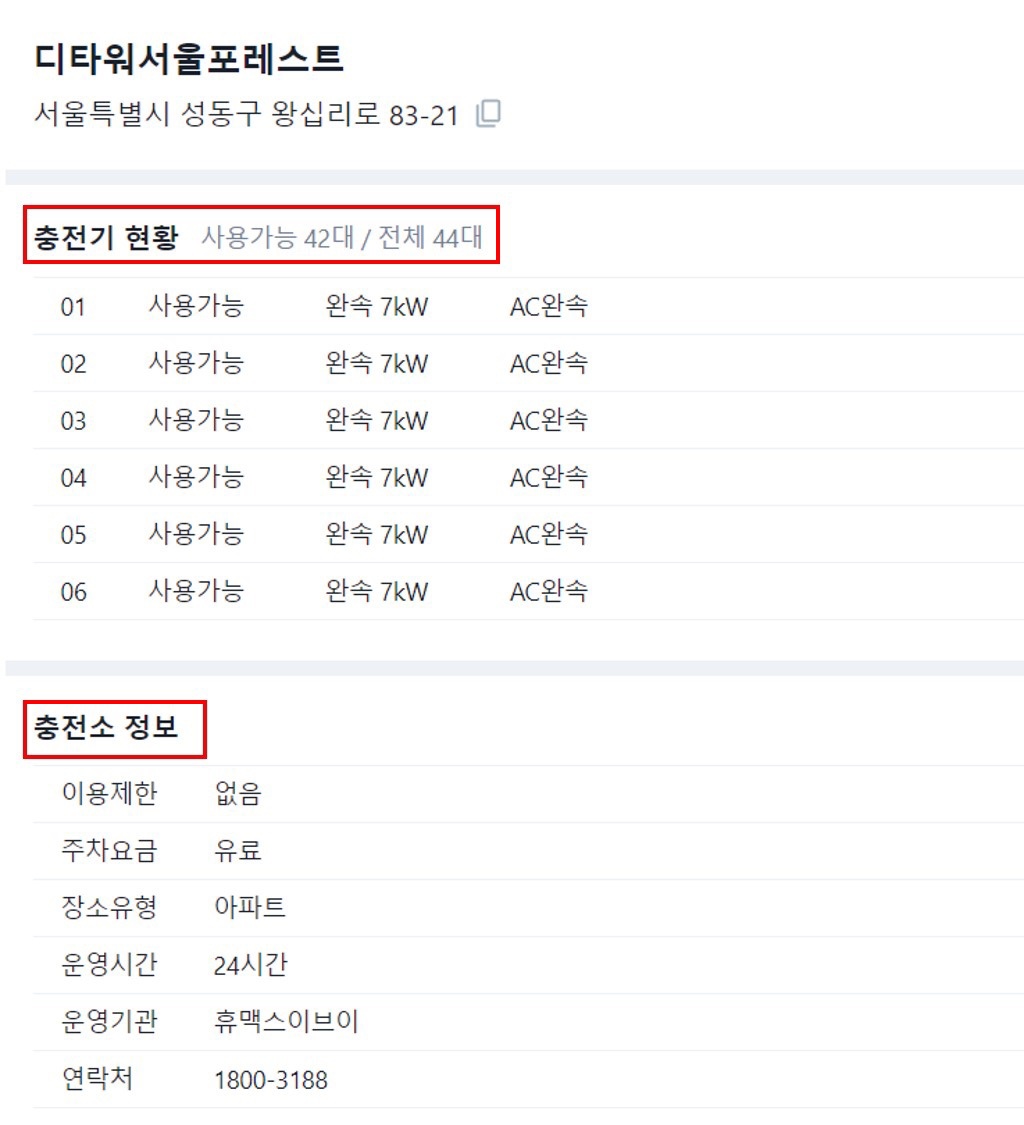 디타워서울포레스트
서울특별시 성동구 왕십리로 83-21
충전기 현황 사용가능 42대 / 전체 44대
01 사용가능 완속 7kW AC완속
02 사용가능 완속 7kW AC완속
03 사용가능 완속 7kW AC완속
04 사용가능 완속 7kW AC완속
05 사용가능 완속 7kW AC완속
06 사용가능 완속 7kW AC완속
충전소 정보
이용제한 없음
주차요금 유료
장소유형 아파트
운영시간 24시간
운영기관 휴맥스이브이
연락처 1800-3188